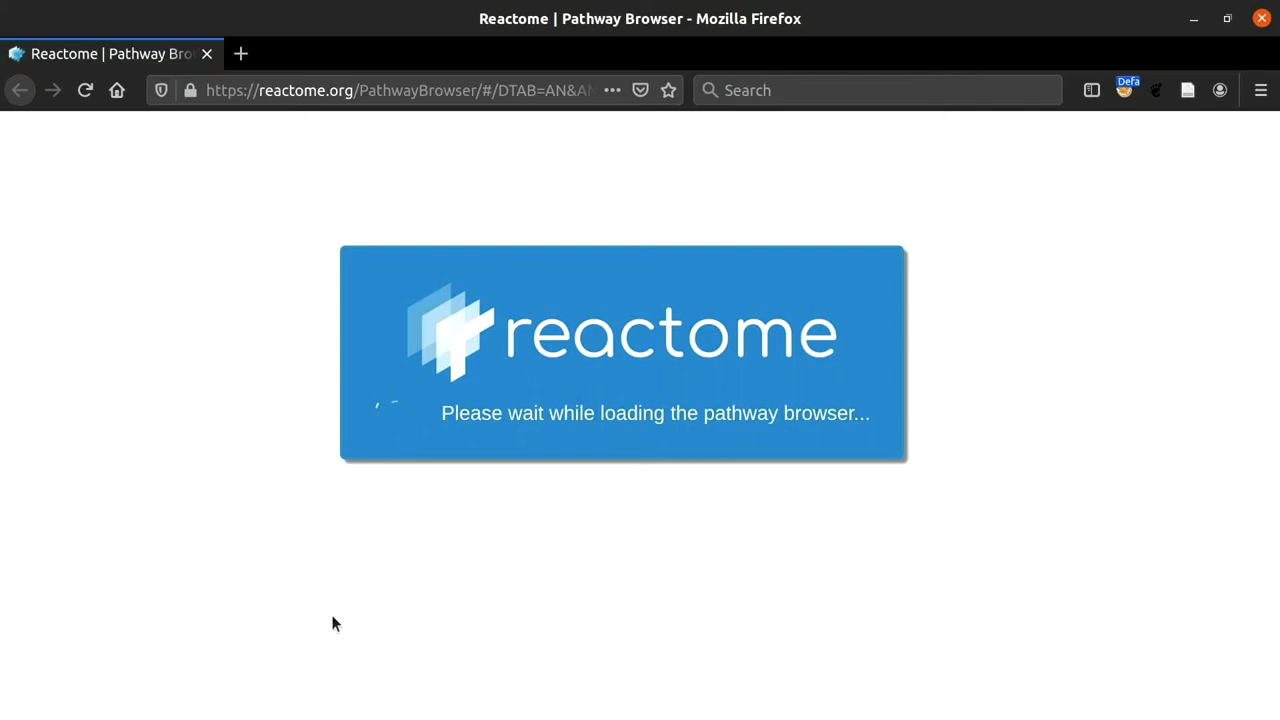 Reactome | Pathway Browser - Mozilla Firefox
Reactome | Pathway Bro
https://reactome.org/PathwayBrowser/#/DTAB=AN&AN
Search
Defa
reactome
Please wait while loading the pathway browser...